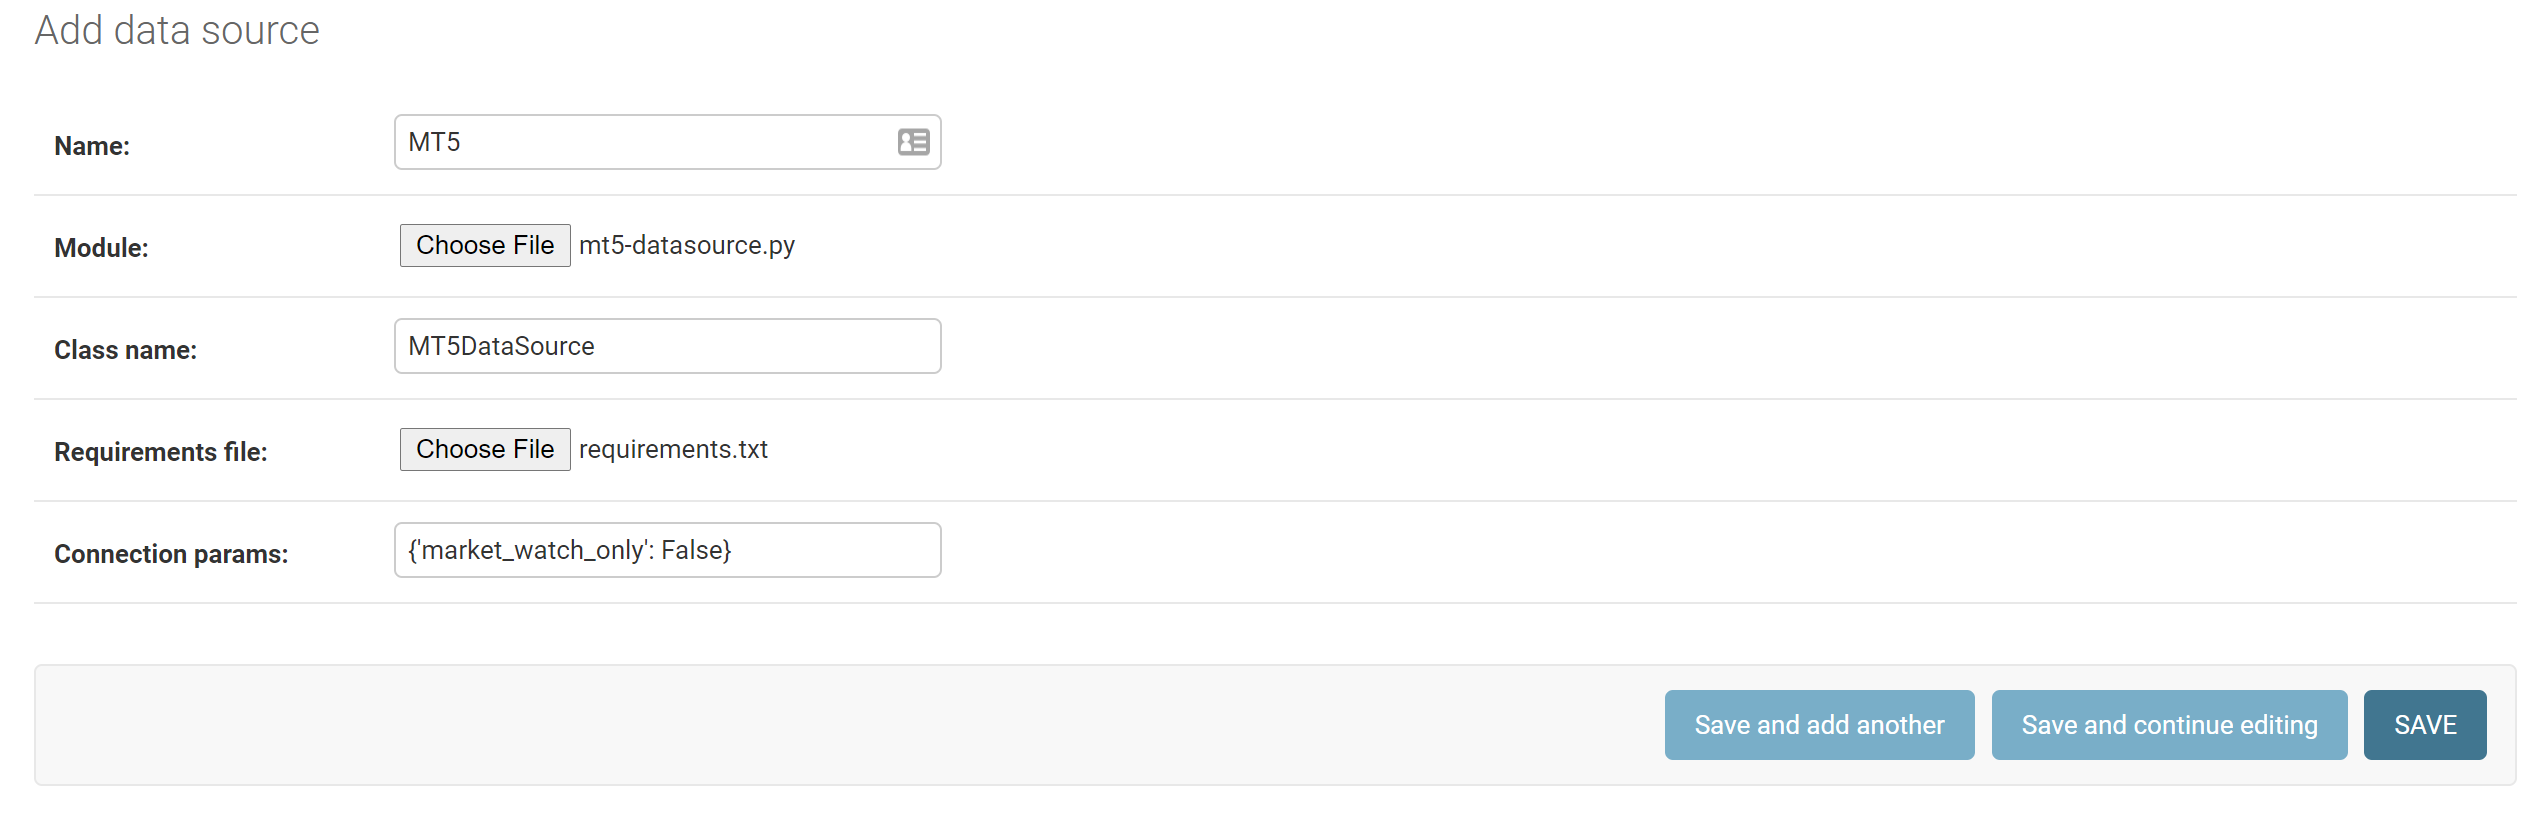 Add data source
Name: MT5
Module: Choose File mt5-datasource.py
Class name: MT5DataSource
Requirements file: Choose File requirements.txt
Connection params: {'market_watch_only': False}
Save and add another Save and continue editing SAVE